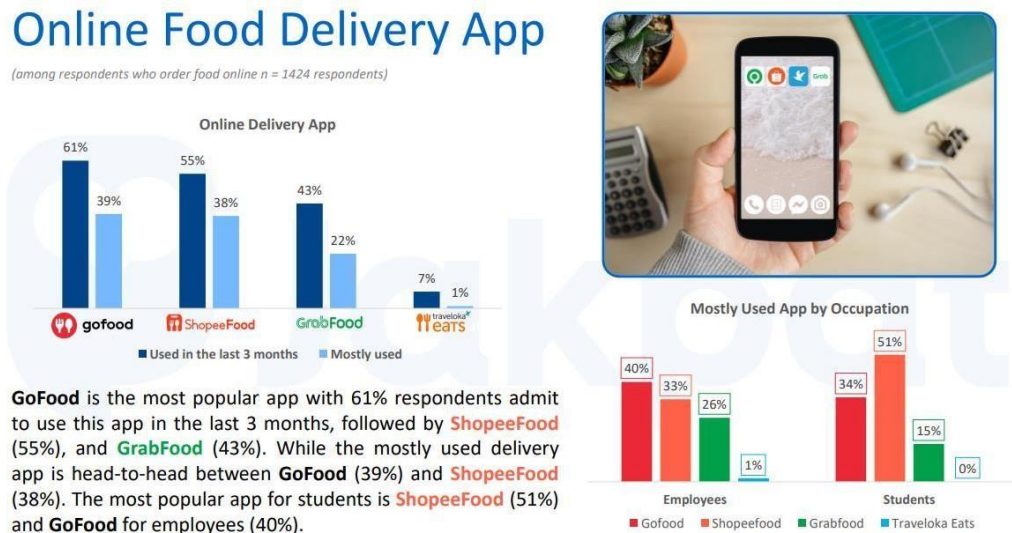 Online Food Delivery App
(among respondents who order food online n = 1424 respondents)
Online Delivery App
61%
39%
55%
38%
43%
22%
7%
1%
gofood
ShopeeFood
GrabFood
traveloka
eats
Used in the last 3 months
Mostly used
GoFood is the most popular app with 61% respondents admit
to use this app in the last 3 months, followed by ShopeeFood
(55%), and GrabFood (43%). While the mostly used delivery
app is head-to-head between GoFood (39%) and ShopeeFood
(38%). The most popular app for students is ShopeeFood (51%)
and GoFood for employees (40%).
Grab
Mostly Used App by Occupation
40%
33%
26%
1%
34%
51%
15%
0%
Employees
Students
Gofood
Shopeefood
Grabfood
Traveloka Eats